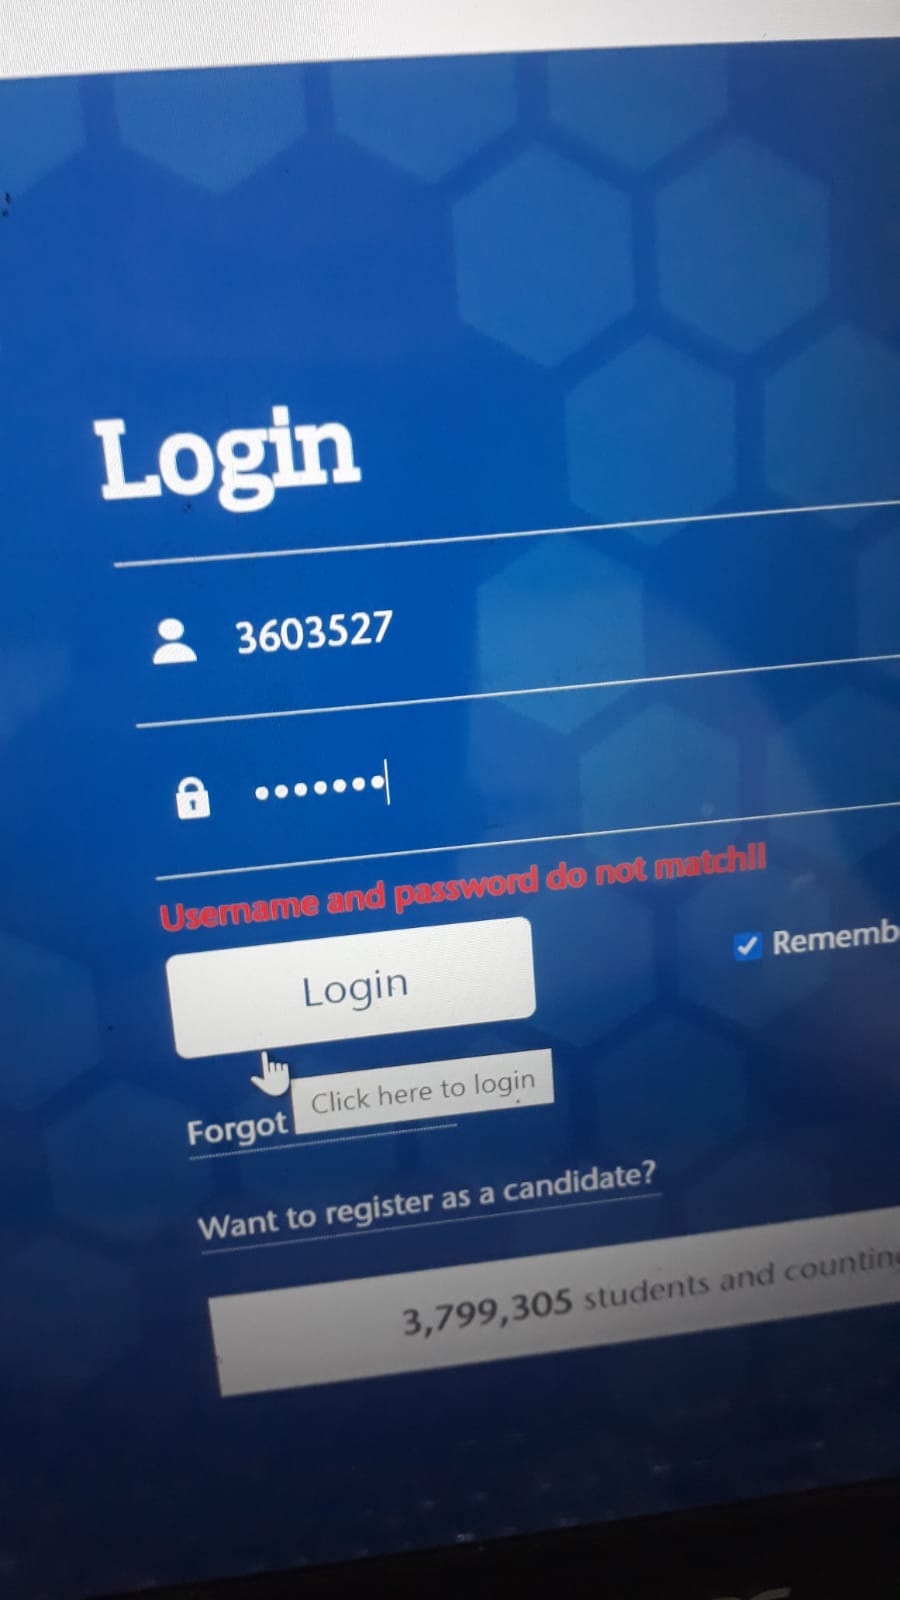 Login
3603527
•••••••
Username and password do not match!!
Login
Rememb
Click here to login
Forgot
Want to register as a candidate?
3,799,305 students and counting